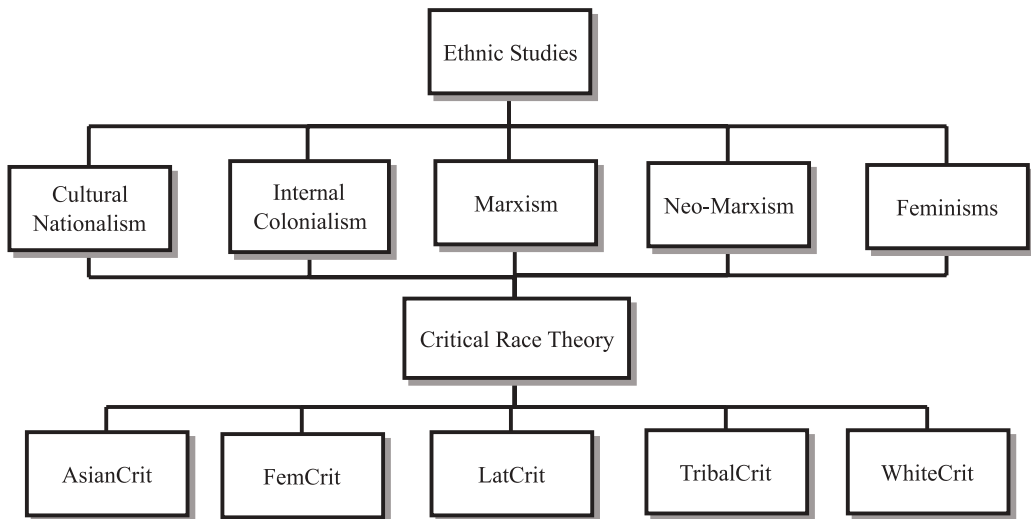 Ethnic Studies
Cultural
Nationalism
Internal
Colonialism
Marxism
Neo-Marxism
Feminisms
Critical Race Theory
AsianCrit
FemCrit
LatCrit
TribalCrit
WhiteCrit